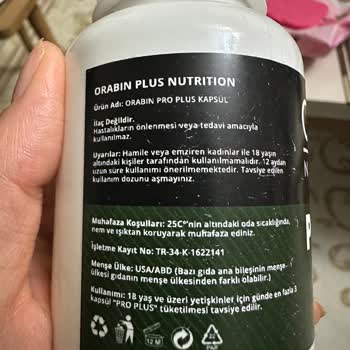 ORABIN PLUS NUTRITION
Ürün Adı: ORABIN PRO PLUS KAPSÜL
İlaç Değildir.
Hastalıkların önlenmesi veya tedavi amacıyla
kullanılmaz.
Uyarılar: Hamile veya emziren kadınlar ile 18 yaşın
altındaki kişiler tarafından kullanılmamalıdır. 12 aydan
uzun süre kullanımı önerilmemektedir. Tavsiye edilen
kullanım dozunu aşmayınız.
Muhafaza Koşulları: 25C°'nin altındaki oda sıcaklığında,
nem ve ışıktan koruyarak muhafaza ediniz.
İşletme Kayıt No: TR-34-K-1622141
Menşe Ülke: USA/ABD (Bazı gıda ana bileşinin menşe
ülkesi gıdanın menşe ülkesinden farklı olabilir.)
Kullanımı: 18 yaş ve üzeri yetişkinler için günde en fazla 3
kapsül "PRO PLUS" tüketilmesi tavsiye edilir.
12 M
PAP